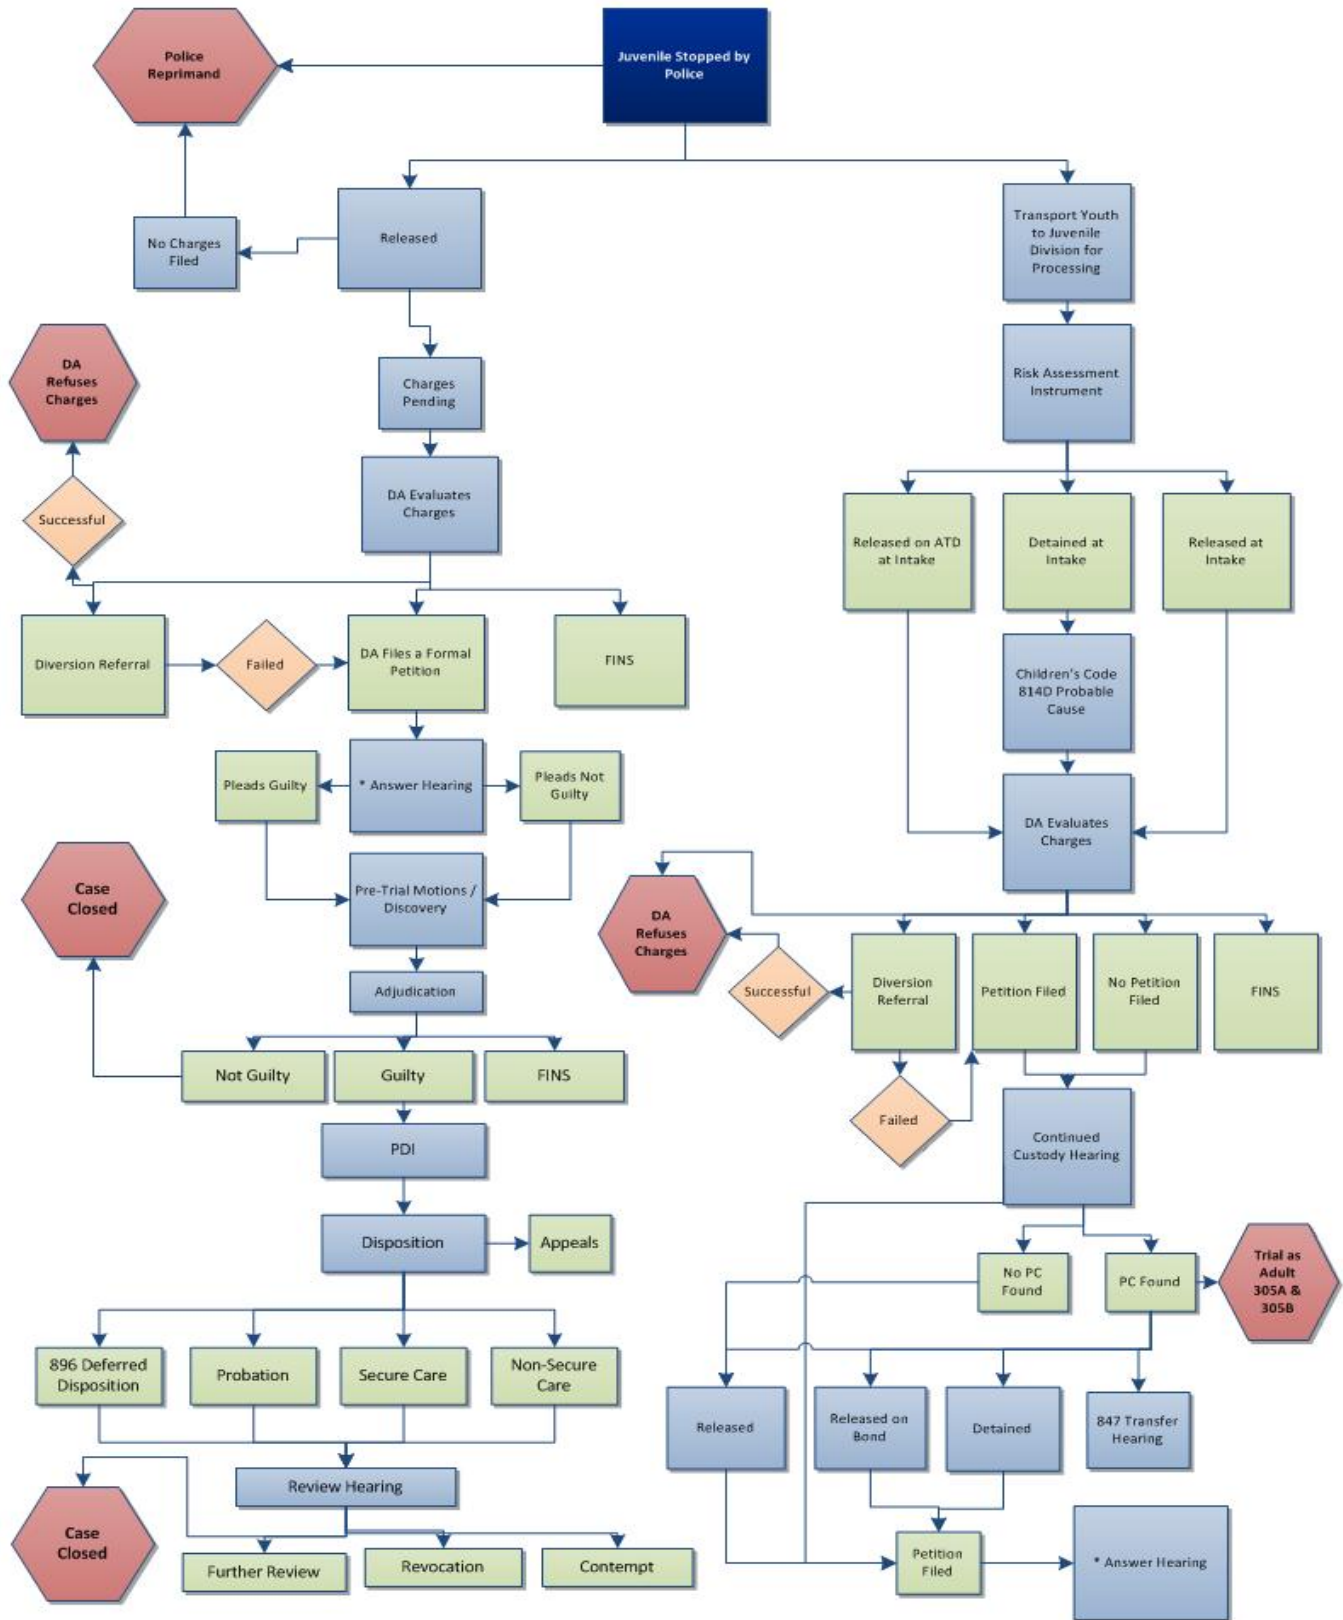 Police
Reprimand
Juvenile Stopped by
Police
No Charges
Filed
Released
Transport Youth
to Juvenile
Division for
Processing
DA
Refuses
Charges
Charges
Pending
Risk Assessment
Instrument
Successful
DA Evaluates
Charges
Released on ATD
at Intake
Detained at
Intake
Released at
Intake
Diversion Referral
Failed
DA Files a Formal
Petition
FINS
Children's Code
814D Probable
Cause
Pleads Guilty
* Answer Hearing
Pleads Not
Guilty
DA Evaluates
Charges
Case
Closed
Pre-Trial Motions /
Discovery
DA
Refuses
Charges
Successful
Diversion
Referral
Petition Filed
No Petition
Filed
FINS
Adjudication
Not Guilty
Guilty
FINS
Failed
Continued
Custody Hearing
PDI
Disposition
Appeals
No PC
Found
PC Found
Trial as
Adult
305A &
305B
896 Deferred
Disposition
Probation
Secure Care
Non-Secure
Care
Released
Released on
Bond
Detained
847 Transfer
Hearing
Review Hearing
Case
Closed
Further Review
Revocation
Contempt
Petition
Filed
* Answer Hearing